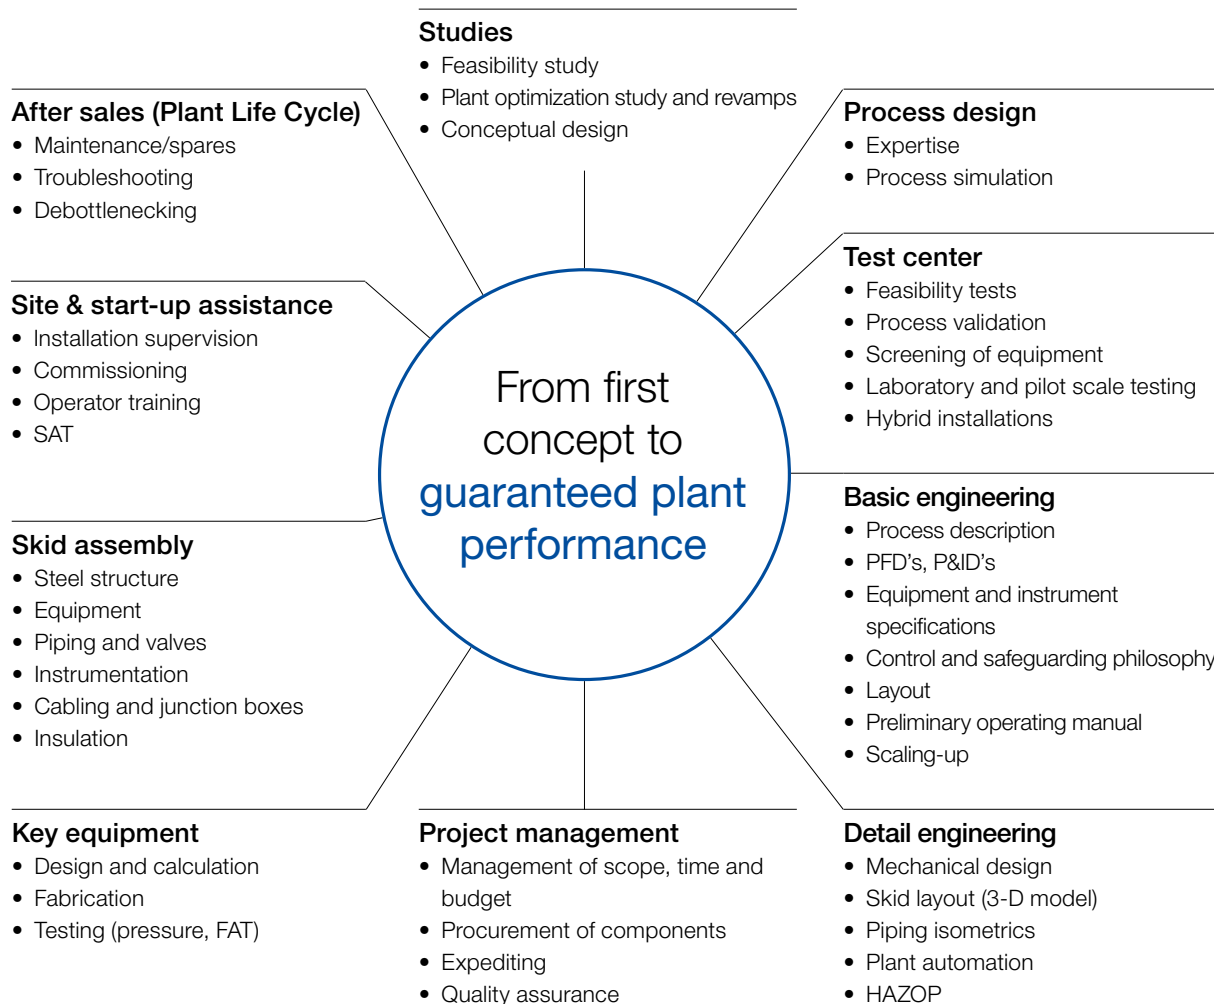 Studies
• Feasibility study
• Plant optimization study and revamps
• Conceptual design
Process design
• Expertise
• Process simulation
Test center
• Feasibility tests
• Process validation
• Screening of equipment
• Laboratory and pilot scale testing
• Hybrid installations
Basic engineering
• Process description
• PFD's, P&ID's
• Equipment and instrument
specifications
• Control and safeguarding philosophy
• Layout
• Preliminary operating manual
• Scaling-up
Detail engineering
• Mechanical design
• Skid layout (3-D model)
• Piping isometrics
• Plant automation
• HAZOP
Project management
• Management of scope, time and
budget
• Procurement of components
• Expediting
• Quality assurance
Key equipment
• Design and calculation
• Fabrication
• Testing (pressure, FAT)
Skid assembly
• Steel structure
• Equipment
• Piping and valves
• Instrumentation
• Cabling and junction boxes
• Insulation
Site & start-up assistance
• Installation supervision
• Commissioning
• Operator training
• SAT
After sales (Plant Life Cycle)
• Maintenance/spares
• Troubleshooting
• Debottlenecking
From first
concept to
guaranteed plant
performance